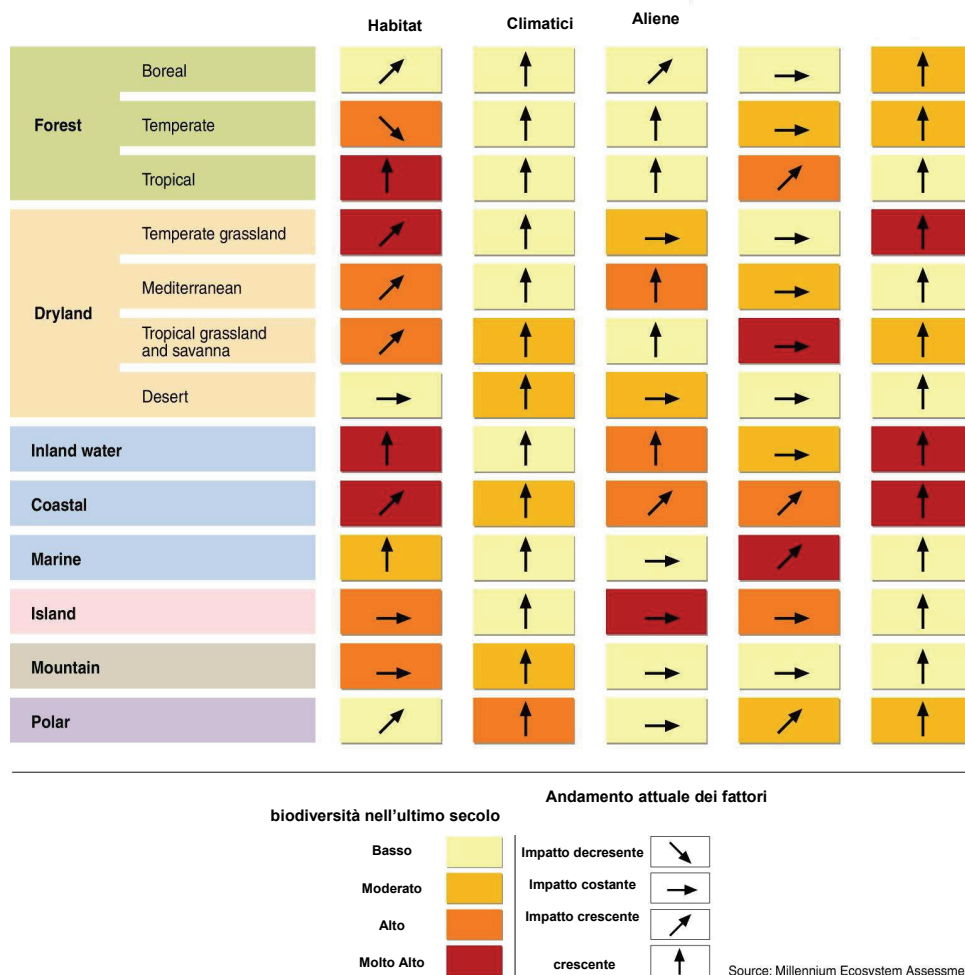 Habitat Climatici Aliene
Boreal
Forest Temperate
Tropical
Temperate grassland
Mediterranean
Dryland
Tropical grassland
and savanna
Desert
Inland water
Coastal
Marine
Island
Mountain
Polar
Andamento attuale dei fattori
biodiversità nell'ultimo secolo
Basso Impatto decresente
Moderato Impatto costante
Alto Impatto crescente
Molto Alto crescente
Source: Millennium Ecosystem Assessme